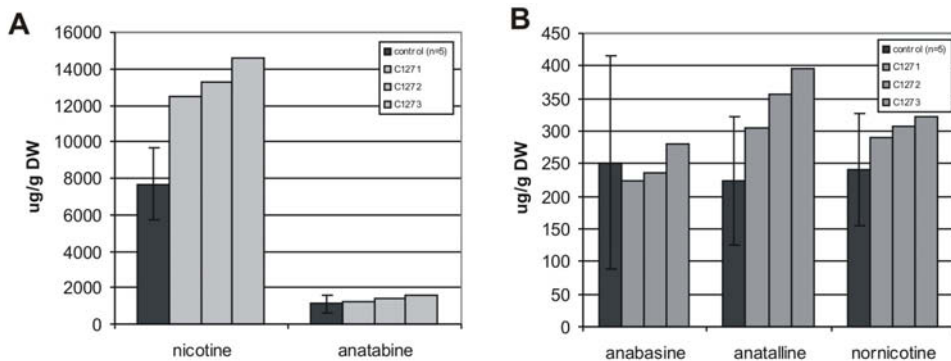 A
16000
14000
12000
10000
8000
6000
4000
2000
0
ug/g DW
control (n=5)
C1271
C1272
C1273
nicotine
anatabine
B
450
400
350
300
250
250
150
100
50
0
ug/g DW
control (n=5)
C1271
C1272
C1273
anabasine
anatalline
nornicotine